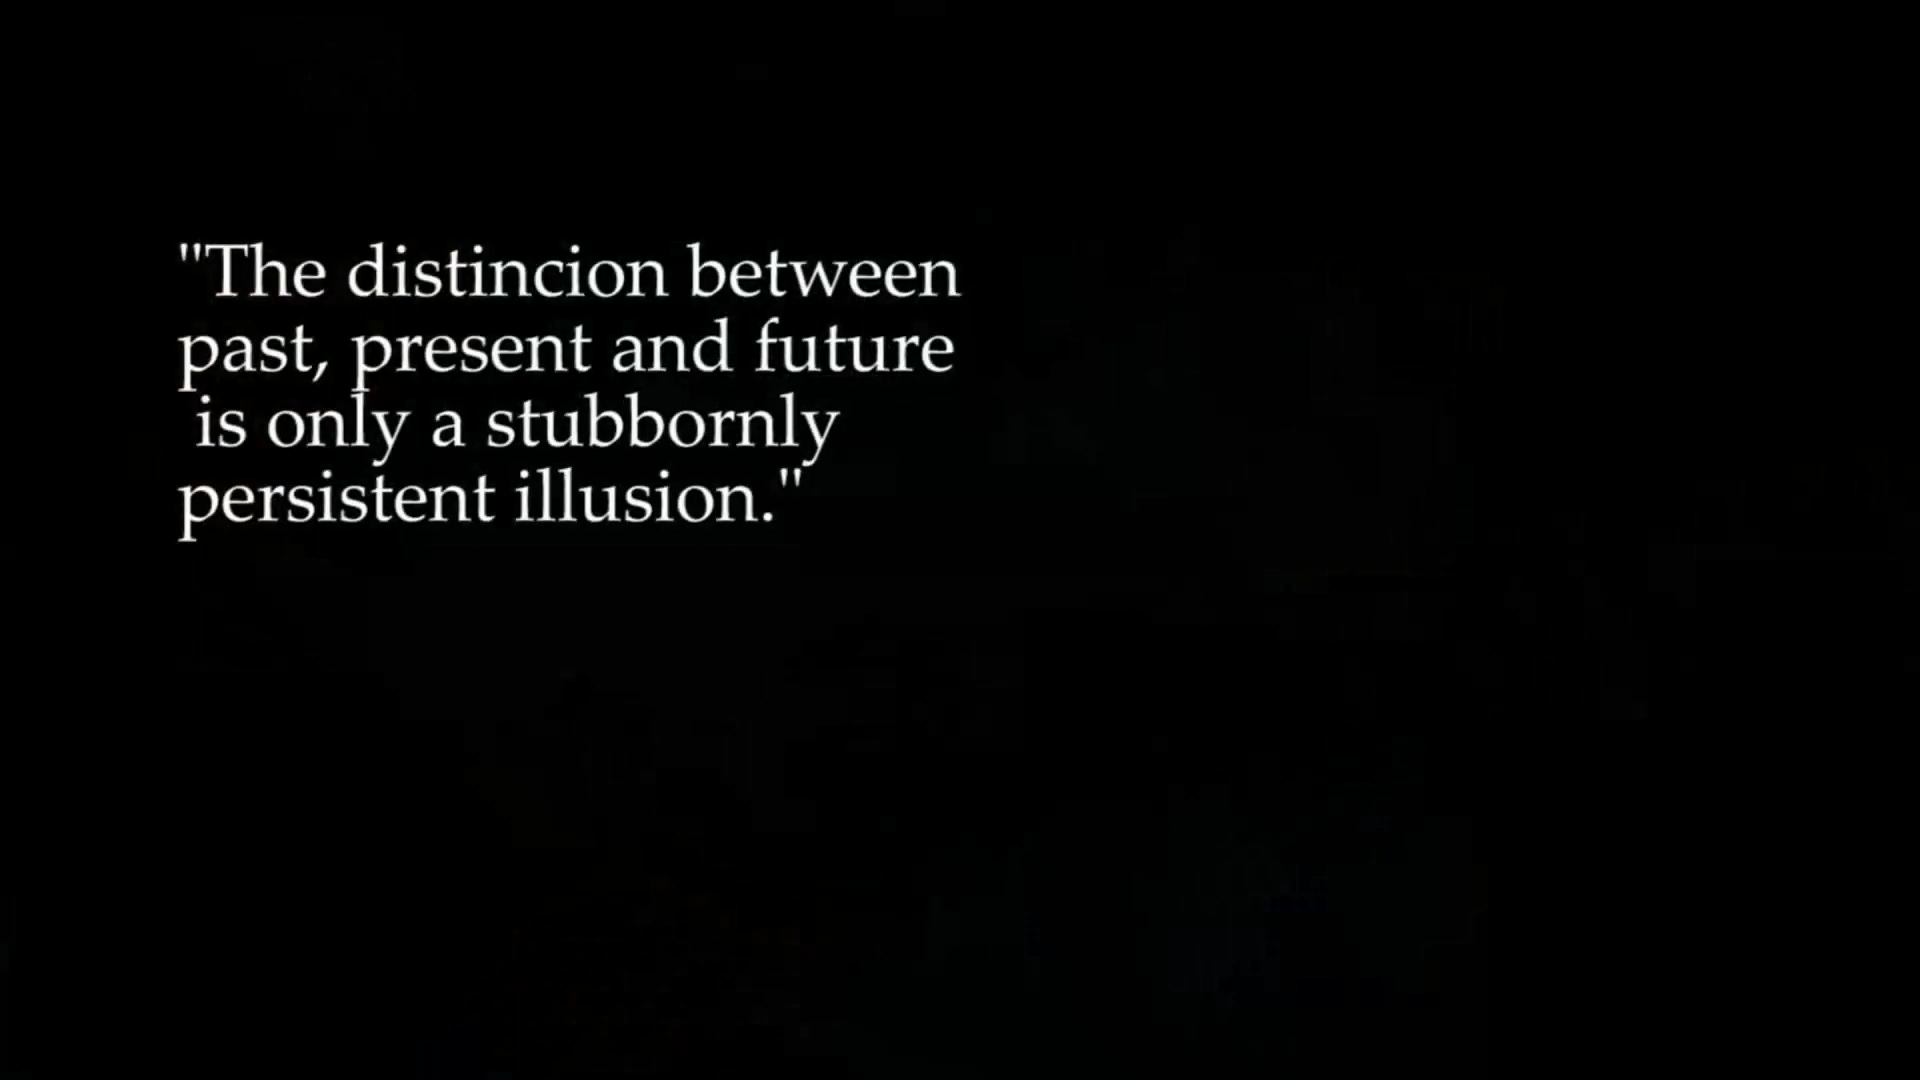 "The distincion between
past, present and future
is only a stubbornly
persistent illusion."